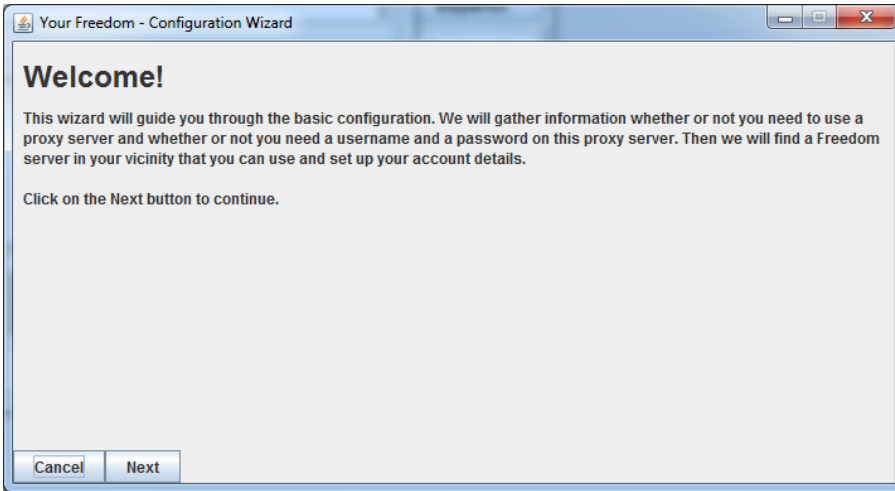 Your Freedom - Configuration Wizard
Welcome!
This wizard will guide you through the basic configuration. We will gather information whether or not you need to use a
proxy server and whether or not you need a username and a password on this proxy server. Then we will find a Freedom
server in your vicinity that you can use and set up your account details.
Click on the Next button to continue.
Cancel Next